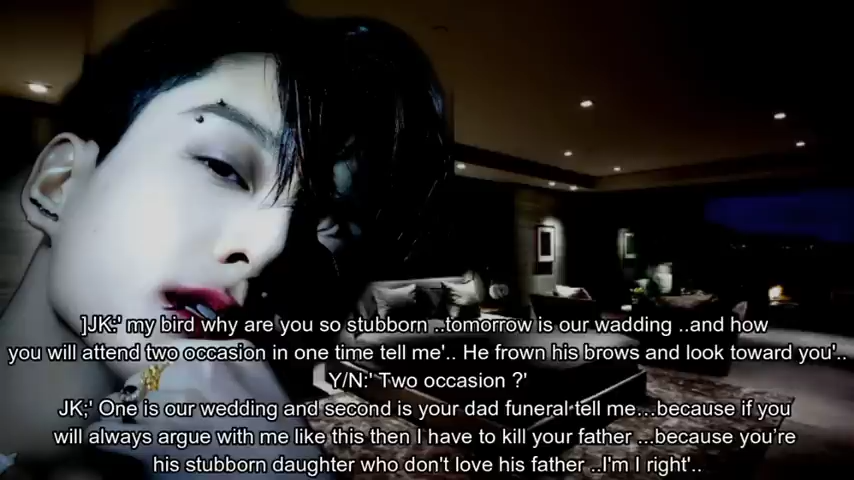 ]JK:' my bird why are you so stubborn ..tomorrow is our wadding ..and how
you will attend two occasion in one time tell me'.. He frown his brows and look toward you'..
Y/N:' Two occasion ?'
JK;' One is our wedding and second is your dad funeral tell me...because if you
will always argue with me like this then I have to kill your father ...because you're
his stubborn daughter who don't love his father ..I'm I right'..